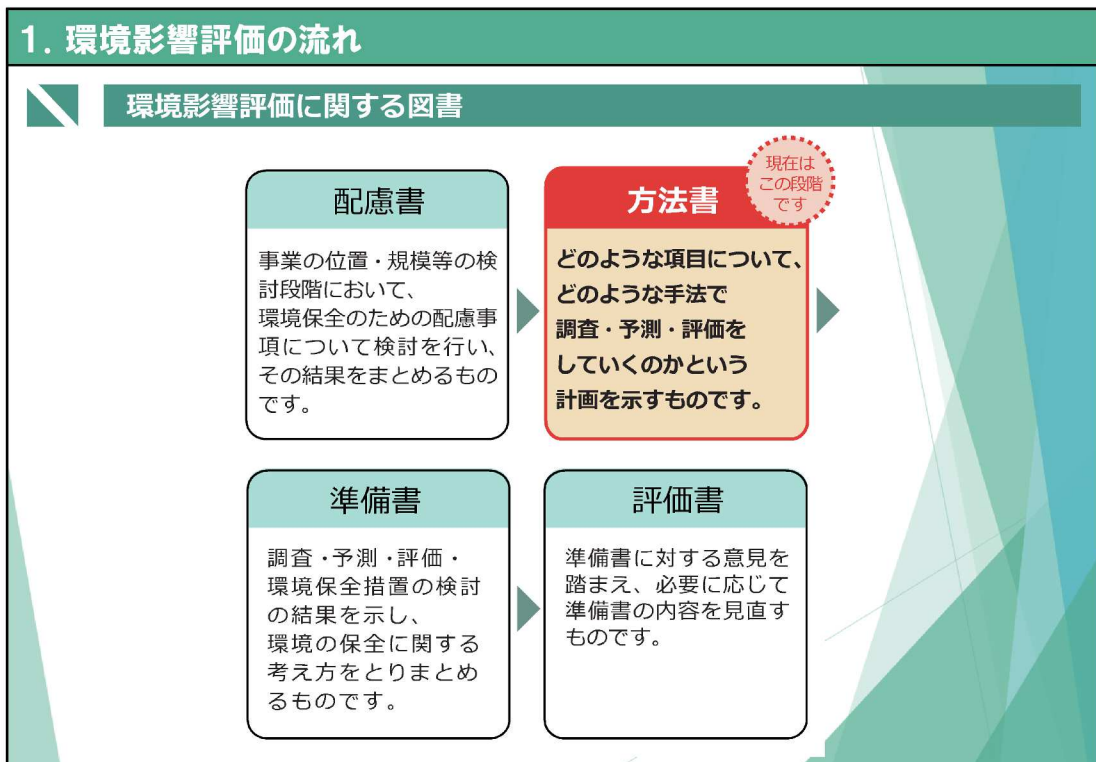 1. 環境影響評価の流れ
環境影響評価に関する図書
配慮書
事業の位置・規模等の検
討段階において、
環境保全のための配慮事
項について検討を行い、
その結果をまとめるもの
です。
現在は
この段階
です
方法書
どのような項目について、
どのような手法で
調査・予測・評価を
していくのかという
計画を示すものです。
準備書
調査・予測・評価・
環境保全措置の検討
の結果を示し、
環境の保全に関する
考え方をとりまとめ
るものです。
評価書
準備書に対する意見を
踏まえ、必要に応じて
準備書の内容を見直す
ものです。